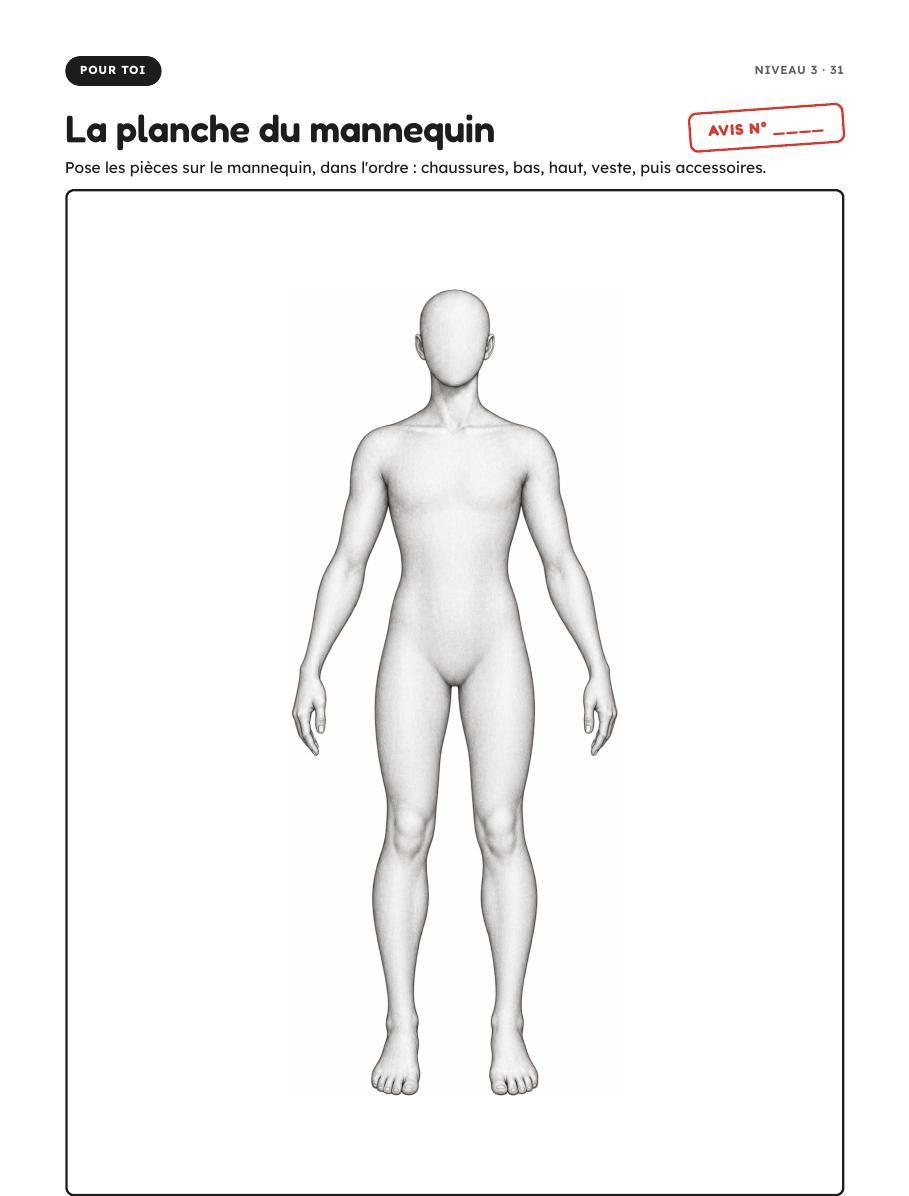 POUR TOI
NIVEAU 3 · 31
La planche du mannequin
AVIS N° ____
Pose les pièces sur le mannequin, dans l'ordre : chaussures, bas, haut, veste, puis accessoires.